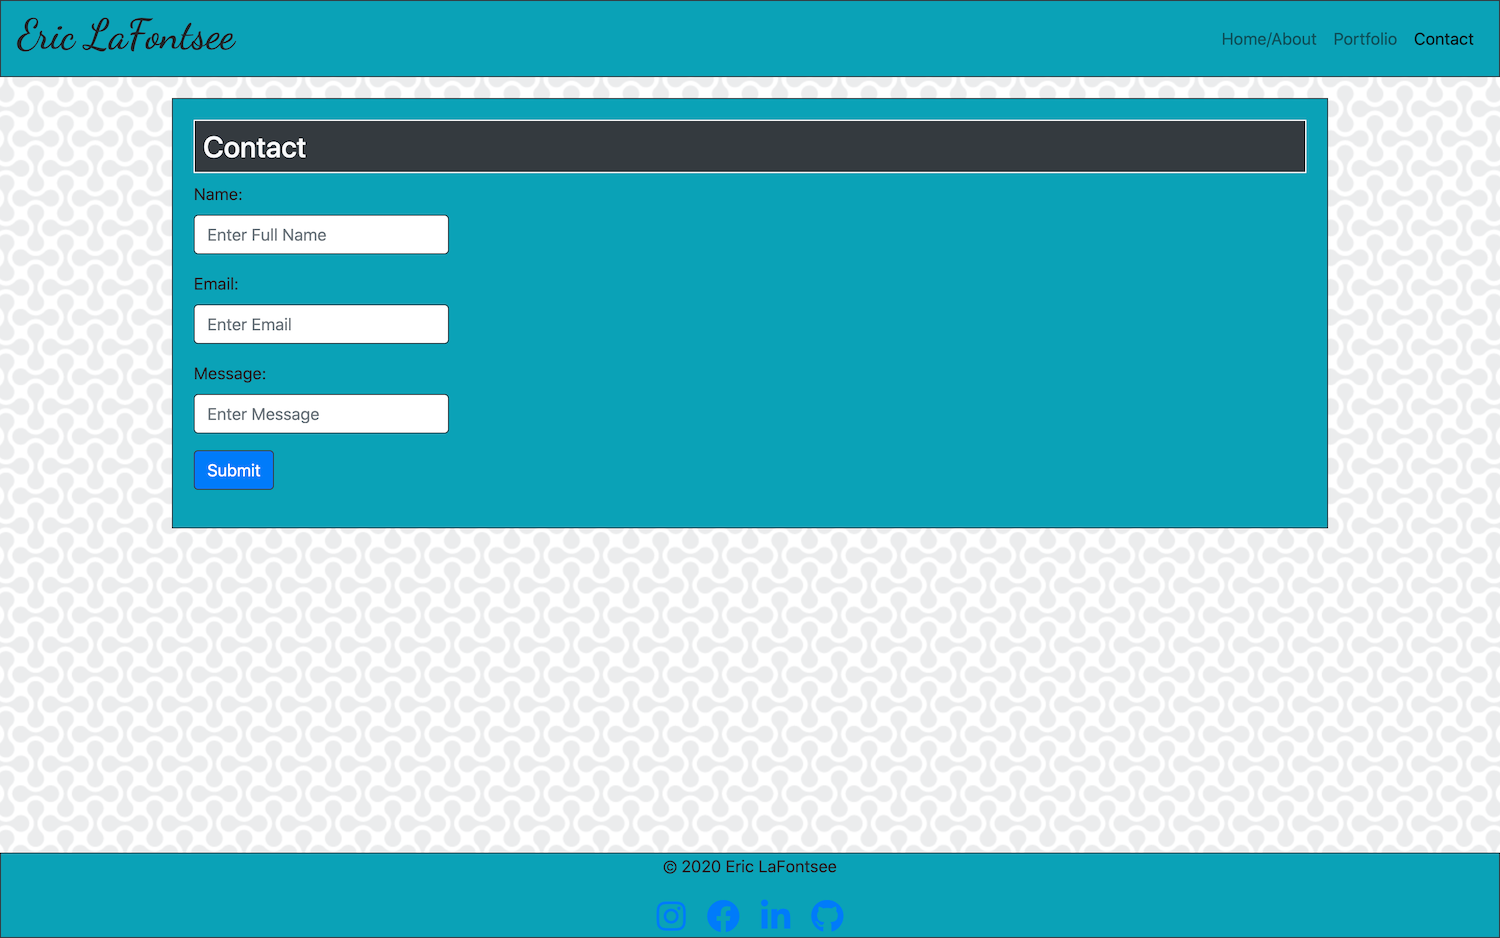 Eric LaFontsee
Home/About Portfolio Contact
Contact
Name:
Enter Full Name
Email:
Enter Email
Message:
Enter Message
Submit
© 2020 Eric LaFontsee